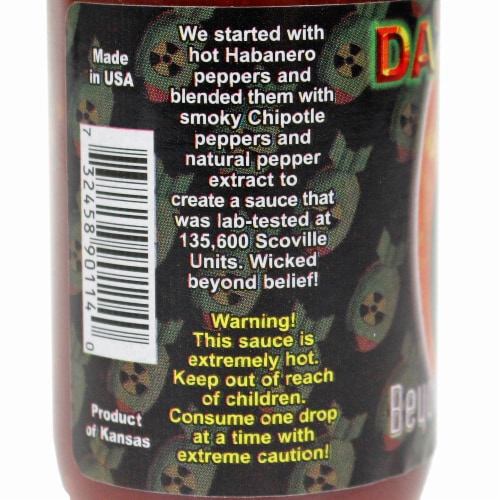 Made
in USA
7 32458 90114 0
Product
of Kansas
We started with
hot Habanero
peppers and
blended them with
smoky Chipotle
peppers and
natural pepper
extract to
create a sauce that
was lab-tested at
135,600 Scoville
Units. Wicked
beyond belief!
Warning!
This sauce is
extremely hot.
Keep out of reach
of children.
Consume one drop
at a time with
extreme caution!
DA